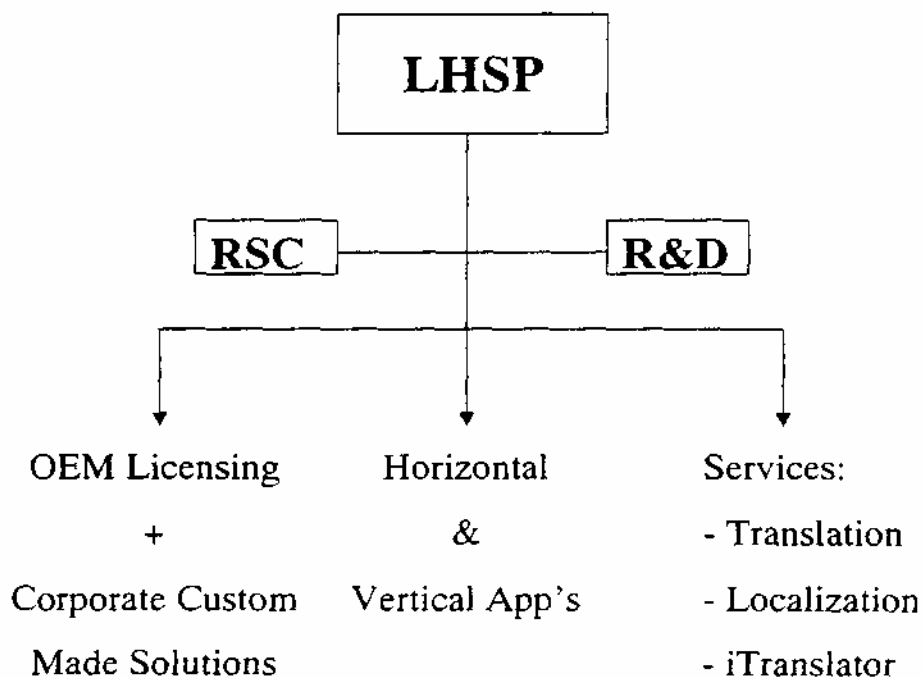 LHSP
RSC
R&D
OEM Licensing
+
Corporate Custom
Made Solutions
Horizontal
&
Vertical App's
Services:
- Translation
- Localization
- iTranslator